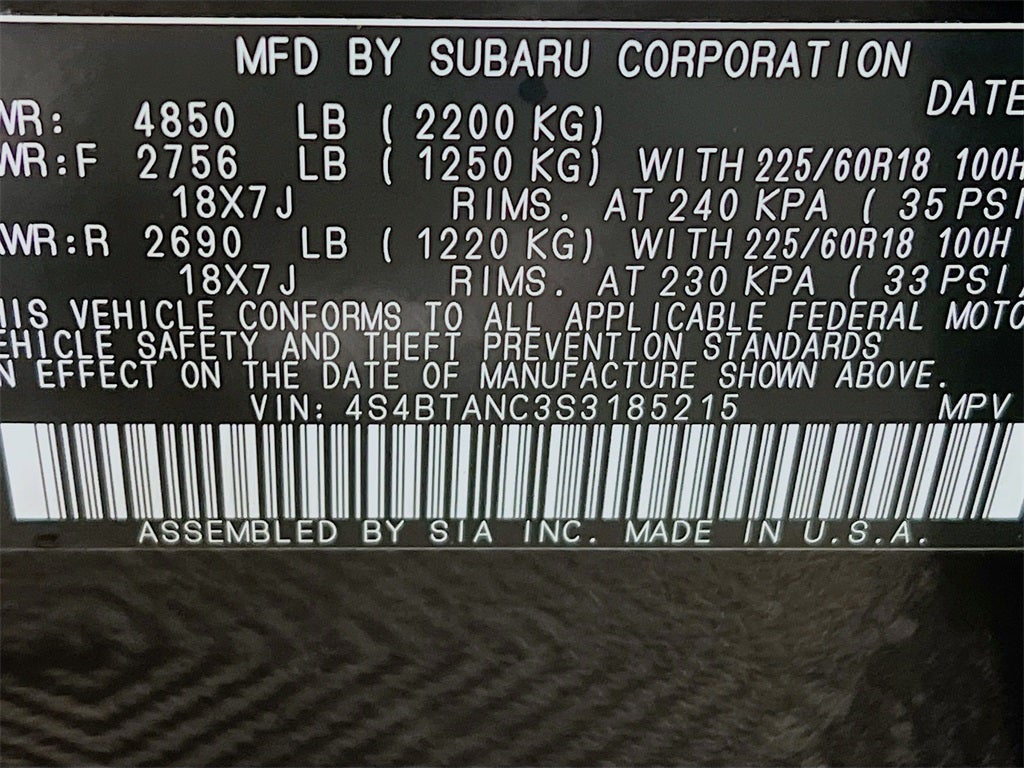 MFD BY SUBARU CORPORATION
DATE
WR: 4850 LB ( 2200 KG)
WR:F 2756 LB ( 1250 KG) WITH 225/60R18 100H
18X7J RIMS. AT 240 KPA ( 35 PSI
WR:R 2690 LB ( 1220 KG) WITH 225/60R18 100H
18X7J RIMS. AT 230 KPA ( 33 PSI)
HIS VEHICLE CONFORMS TO ALL APPLICABLE FEDERAL MOTO
EHICLE SAFETY AND THEFT PREVENTION STANDARDS
N EFFECT ON THE DATE OF MANUFACTURE SHOWN ABOVE.
VIN: 4S4BTANC3S3185215 MPV
ASSEMBLED BY SIA INC. MADE IN U.S.A.